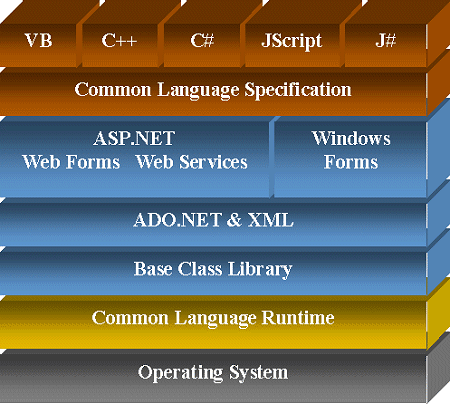 VB C++ C# JScript J#
Common Language Specification
ASP.NET
Web Forms Web Services
Windows
Forms
ADO.NET & XML
Base Class Library
Common Language Runtime
Operating System